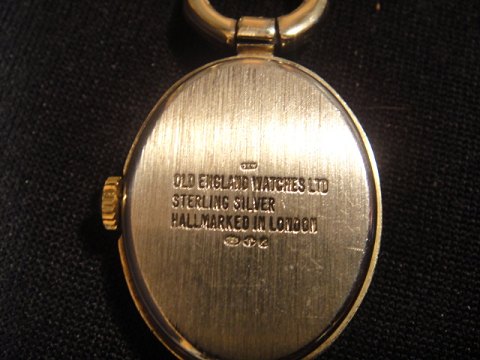 OLD ENGLAND WATCHES LTD
STERLING SILVER
HALLMARKED IN LONDON